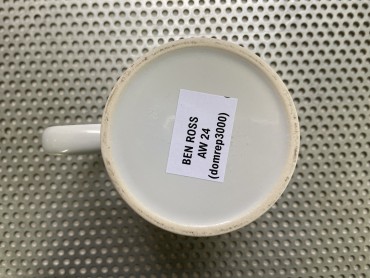 BEN ROSS
AW 24
(domrep3000)